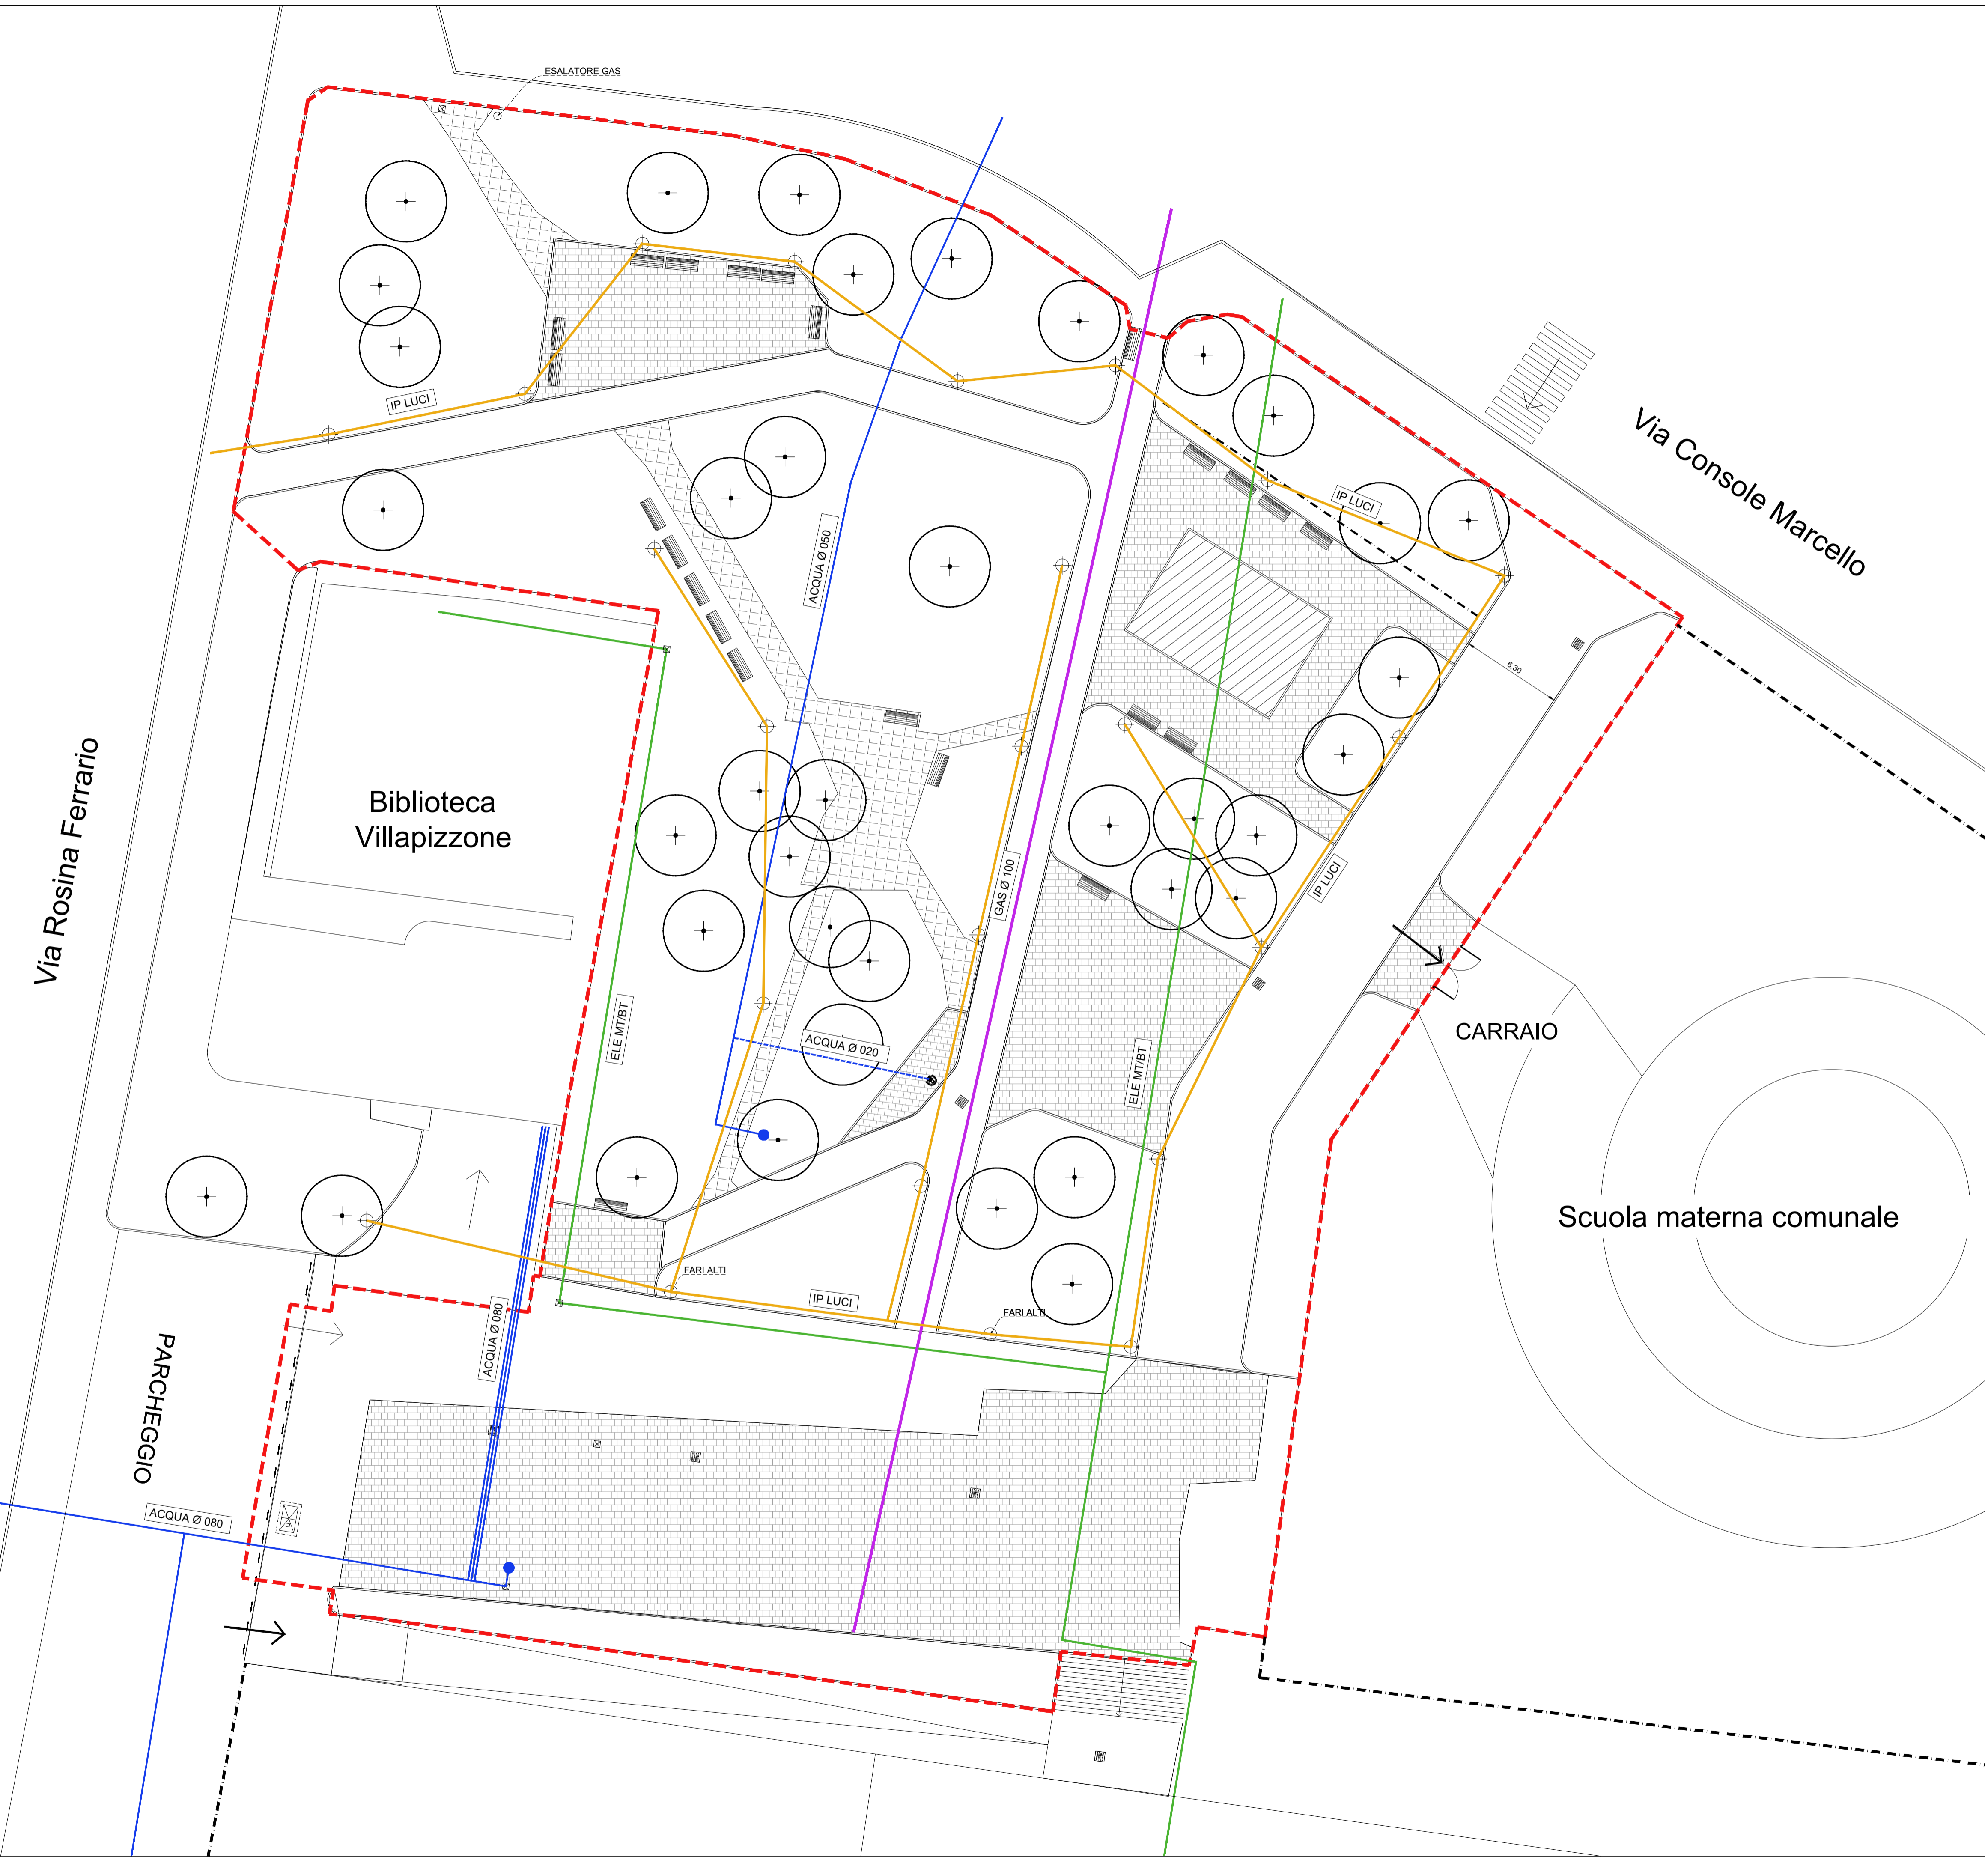 ESALATORE GAS
IP LUCI
Via Console Marcello
IP LUCI
ACQUA Ø 050
6.30
Via Rosina Ferrario
Biblioteca
Villapizzone
GAS Ø 100
IP LUCI
ELE MT/BT
ACQUA Ø 020
ELE MT/BT
CARRAIO
Scuola materna comunale
FARI ALTI
IP LUCI
FARI ALTI
ACQUA Ø 080
PARCHEGGIO
ACQUA Ø 080